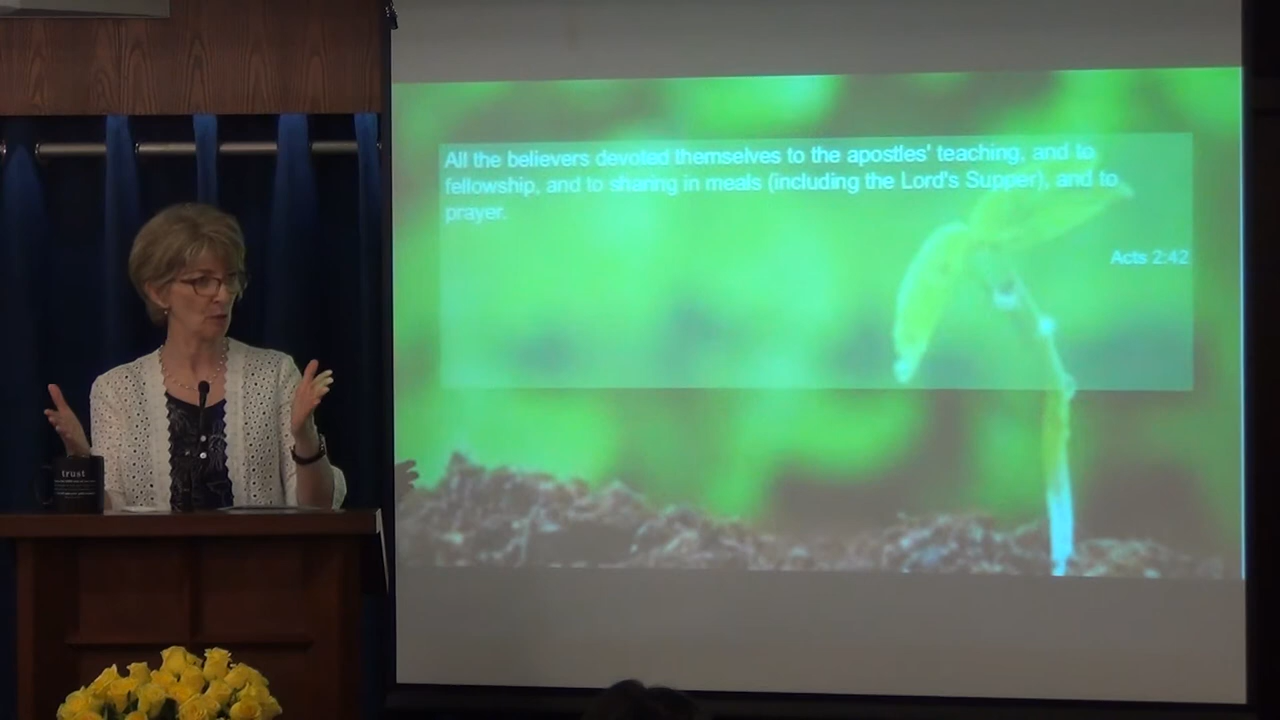 All the believers devoted themselves to the apostles' teaching, and to
fellowship, and to sharing in meals (including the Lord's Supper), and to
prayer.
Acts 2:42
trust